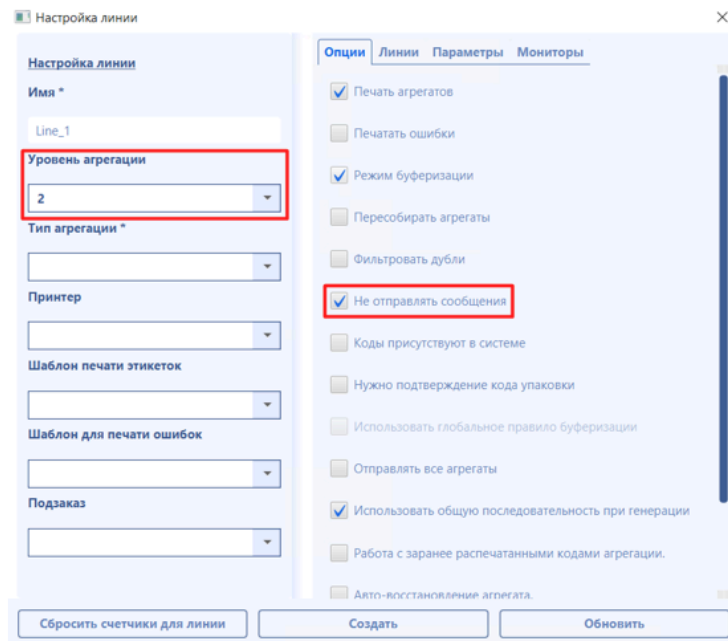 Настройка линии
Настройка линии
Имя *
Line_1
Уровень агрегации
2
Тип агрегации *
Принтер
Шаблон печати этикеток
Шаблон для печати ошибок
Подзаказ
Опции Линии Параметры Мониторы
Печать агрегатов
Печатать ошибки
Режим буферизации
Пересобирать агрегаты
Фильтровать дубли
Не отправлять сообщения
Коды присутствуют в системе
Нужно подтверждение кода упаковки
Использовать глобальное правило буферизации
Отправлять все агрегаты
Использовать общую последовательность при генерации
Работа с заранее распечатанными кодами агрегации.
Авто-восстановление агрегата.
Сбросить счетчики для линии Создать Обновить